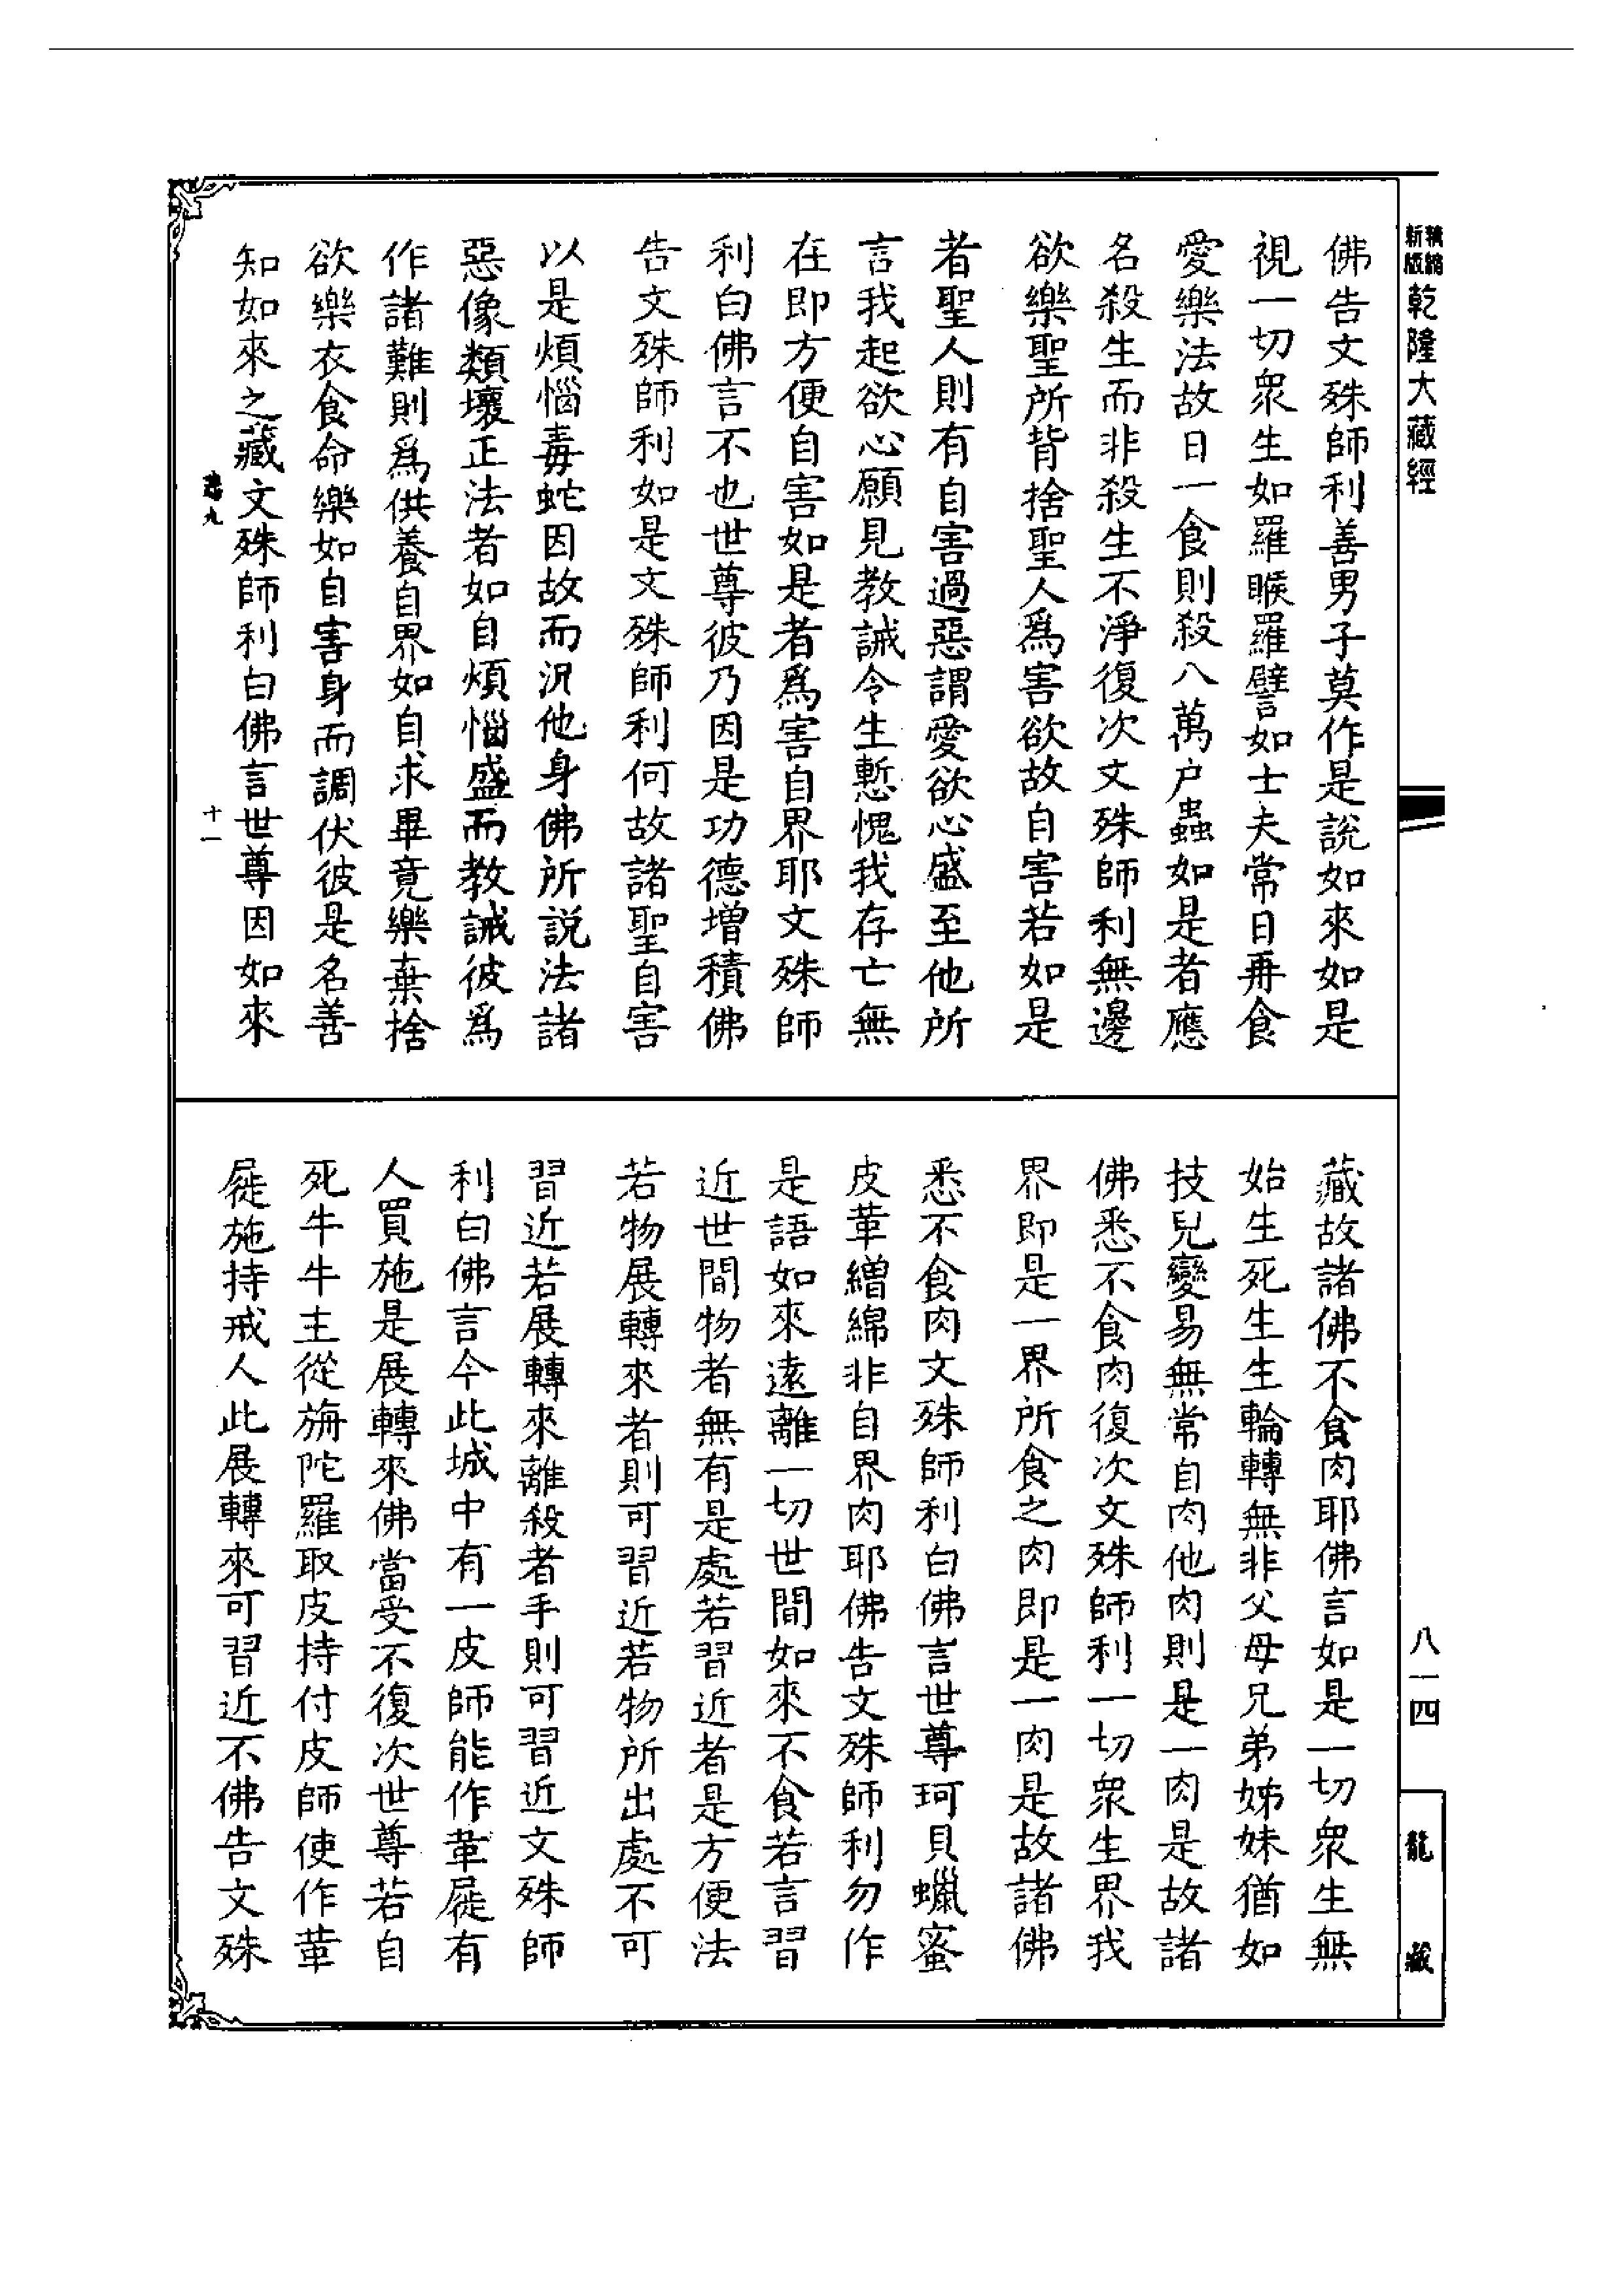 精縮
新版
乾隆大藏經
佛告文殊師利善男子莫作是說如來如是
視一切眾生如羅睺羅譬如士夫常日再食
愛樂法故日一食則殺八萬户蟲如是者應
名殺生而非殺生不淨復次文殊師利無邊
欲樂聖所背捨聖人爲害欲故自害若如是
者聖人則有自害過惡謂愛欲心盛至他所
言我起欲心願見教誡令生慙愧我存亡無
在即方便自害如是者爲害自界耶文殊師
利白佛言不也世尊彼乃因是功德增積佛
告文殊師利如是文殊師利何故諸聖自害
以是煩惱毒蛇因故而況他身佛所説法諸
惡像類壞正法者如自煩惱盛而教誡彼爲
作諸難則爲供養自界如自求畢竟樂棄捨
欲樂衣食命樂如自害身而調伏彼是名善
知如來之藏文殊師利白佛言世尊因如來
十一
藏故諸佛不食肉耶佛言如是一切眾生無
始生死生生輪轉無非父母兄弟姊妹猶如
技兒變易無常自肉他肉則是一肉是故諸
佛悉不食肉復次文殊師利一切眾生界我
界即是一界所食之肉即是一肉是故諸佛
悉不食肉文殊師利白佛言世尊珂貝蠟蜜
皮革繒綿非自界肉耶佛告文殊師利勿作
是語如來遠離一切世間如來不食若言習
近世間物者無有是處若習近者是方便法
若物展轉來者則可習近若物所出處不可
習近若展轉來離殺者手則可習近文殊師
利白佛言今此城中有一皮師能作革屣有
人買施是展轉來佛當受不復次世尊若自
死牛牛主從旃陀羅取皮持付皮師使作革
屣施持戒人此展轉來可習近不佛告文殊
八一四
龍藏